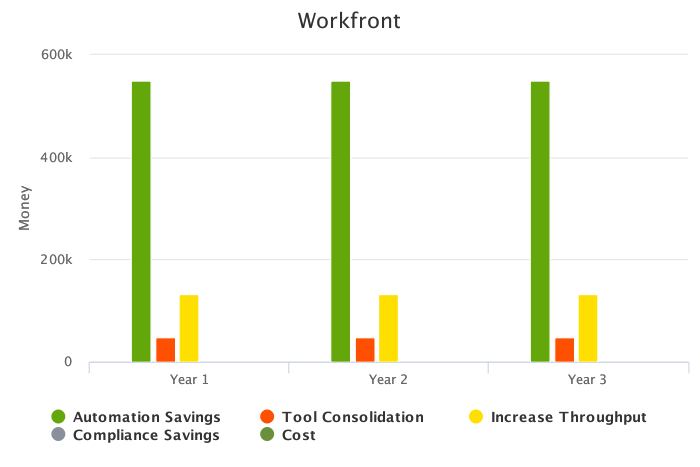 Workfront
600k
400k
200k
0
Money
Year 1 Year 2 Year 3
Automation Savings Tool Consolidation Increase Throughput
Compliance Savings Cost